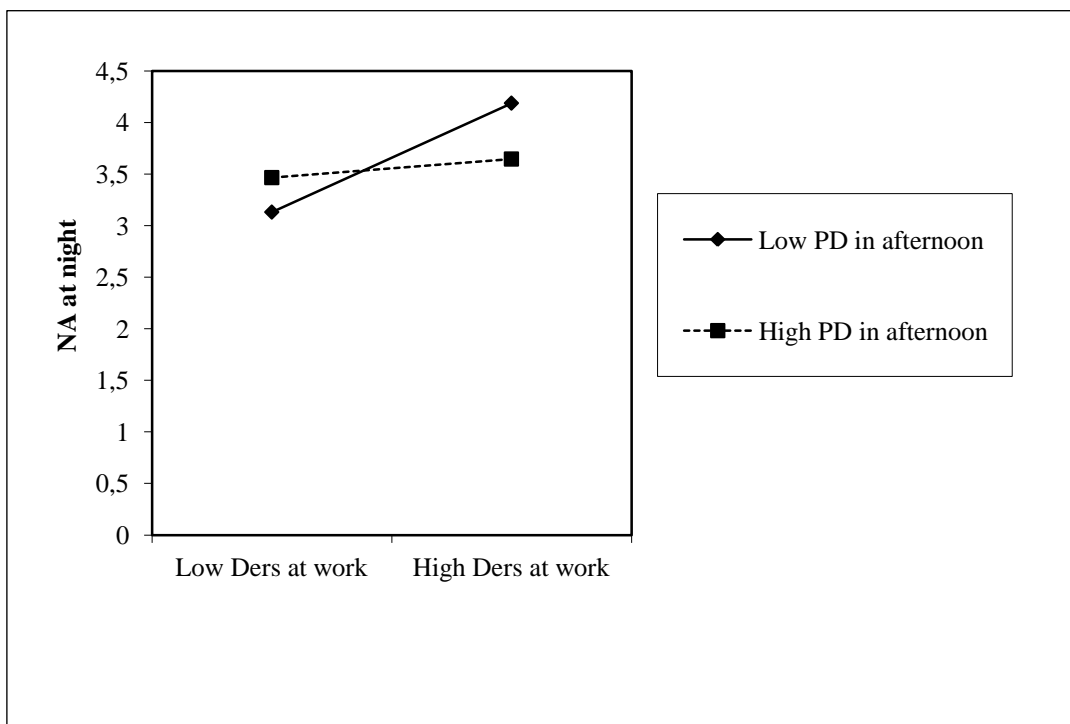 4,5
4
3,5
3
2,5
2
1,5
1
0,5
0
NA at night
Low Ders at work
High Ders at work
Low PD in afternoon
High PD in afternoon